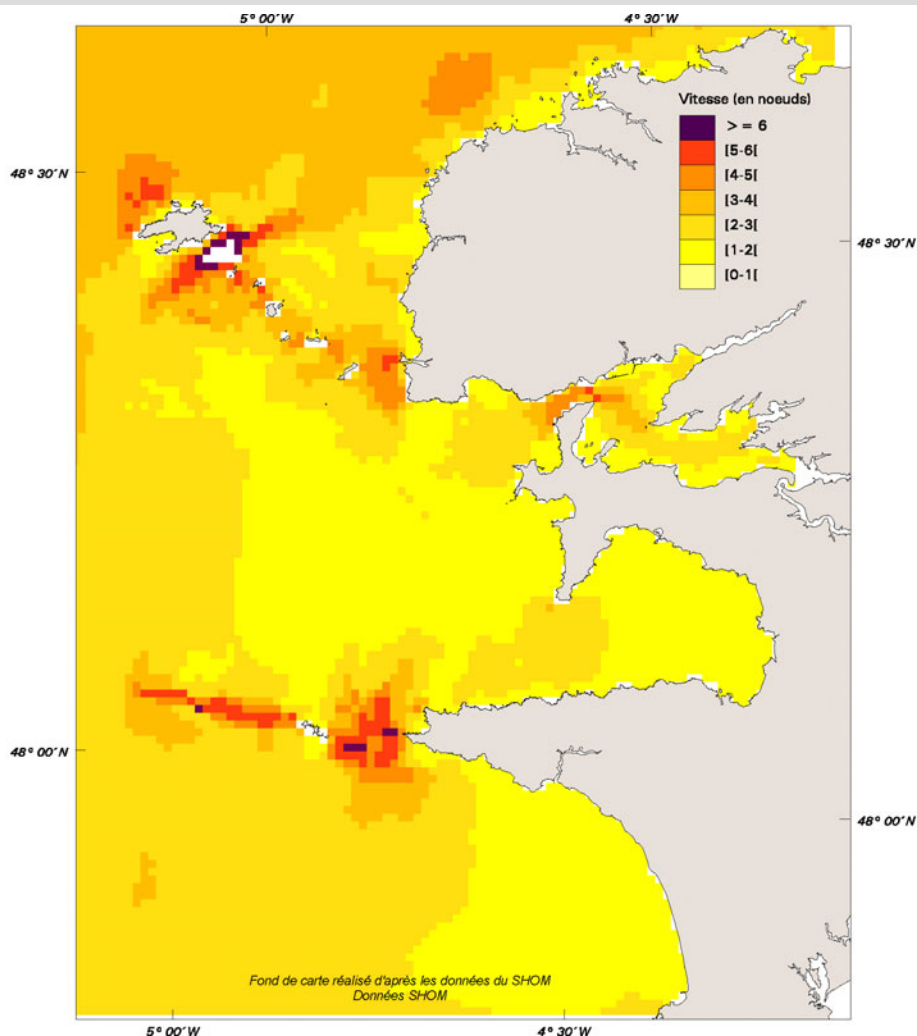 5° 00´W
4° 30´W
Vitesse (en noeuds)
> = 6
[5-6[
[4-5[
[3-4[
[2-3[
[1-2[
[0-1[
48° 30´N
48° 30´N
48° 00´N
48° 00´N
Fond de carte réalisé d'après les données du SHOM
Données SHOM
5° 00´W
4° 30´W